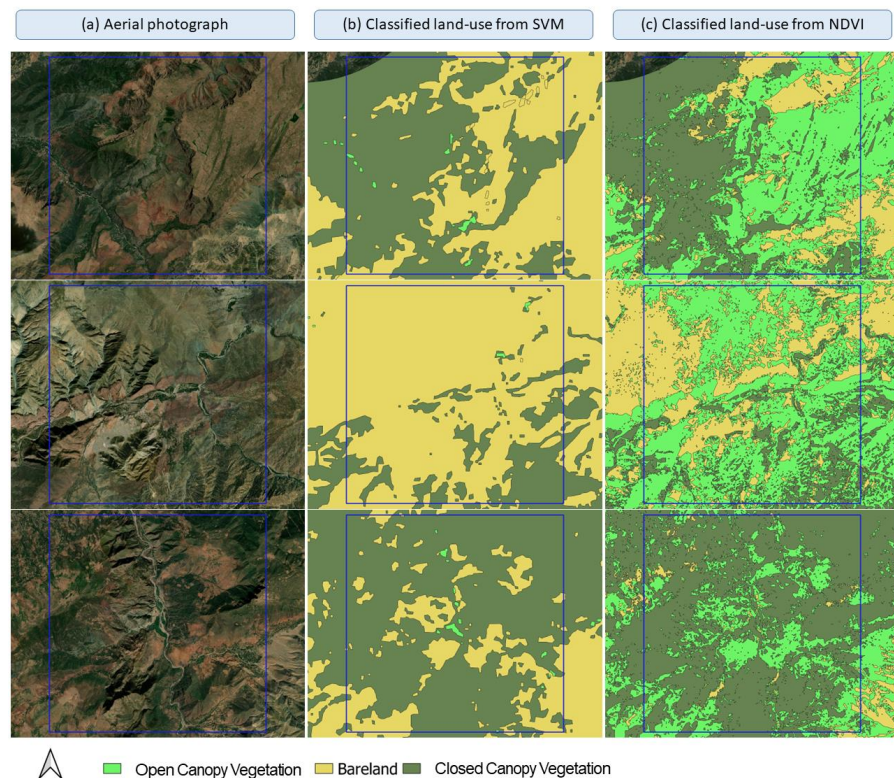 (a) Aerial photograph
(b) Classified land-use from SVM
(c) Classified land-use from NDVI
Open Canopy Vegetation
Bareland
Closed Canopy Vegetation